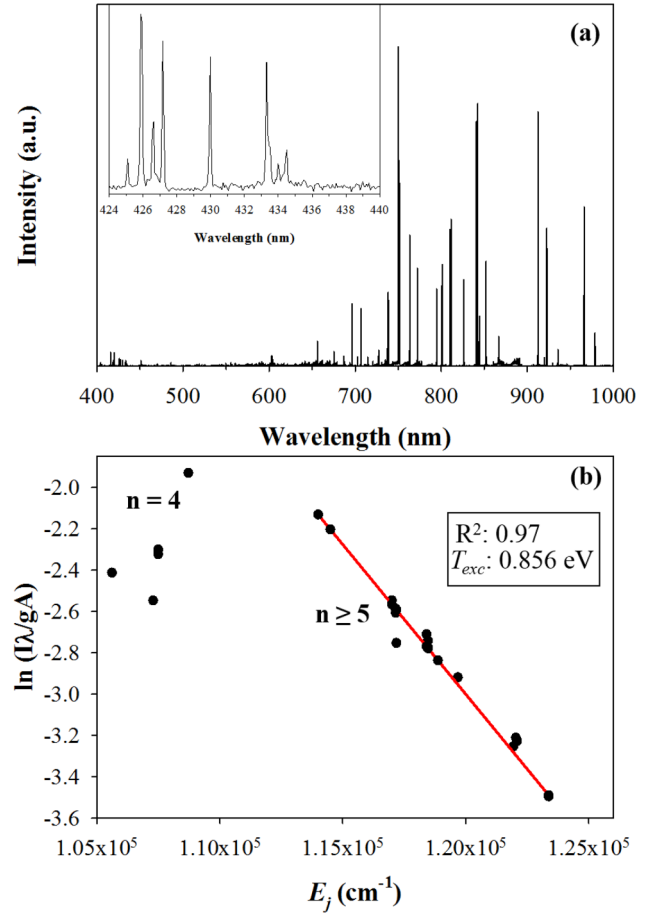 (a)
Intensity (a.u.)
424 426 428 430 432 434 436 438 440
Wavelength (nm)
400 500 600 700 800 900 1000
Wavelength (nm)
(b)
-2.0
-2.2
-2.4
-2.6
-2.8
-3.0
-3.2
-3.4
-3.6
ln (Iλ/gA)
n = 4
n ≥ 5
R²: 0.97
Texc: 0.856 eV
1.05x10⁵ 1.10x10⁵ 1.15x10⁵ 1.20x10⁵ 1.25x10⁵
Ej (cm⁻¹)